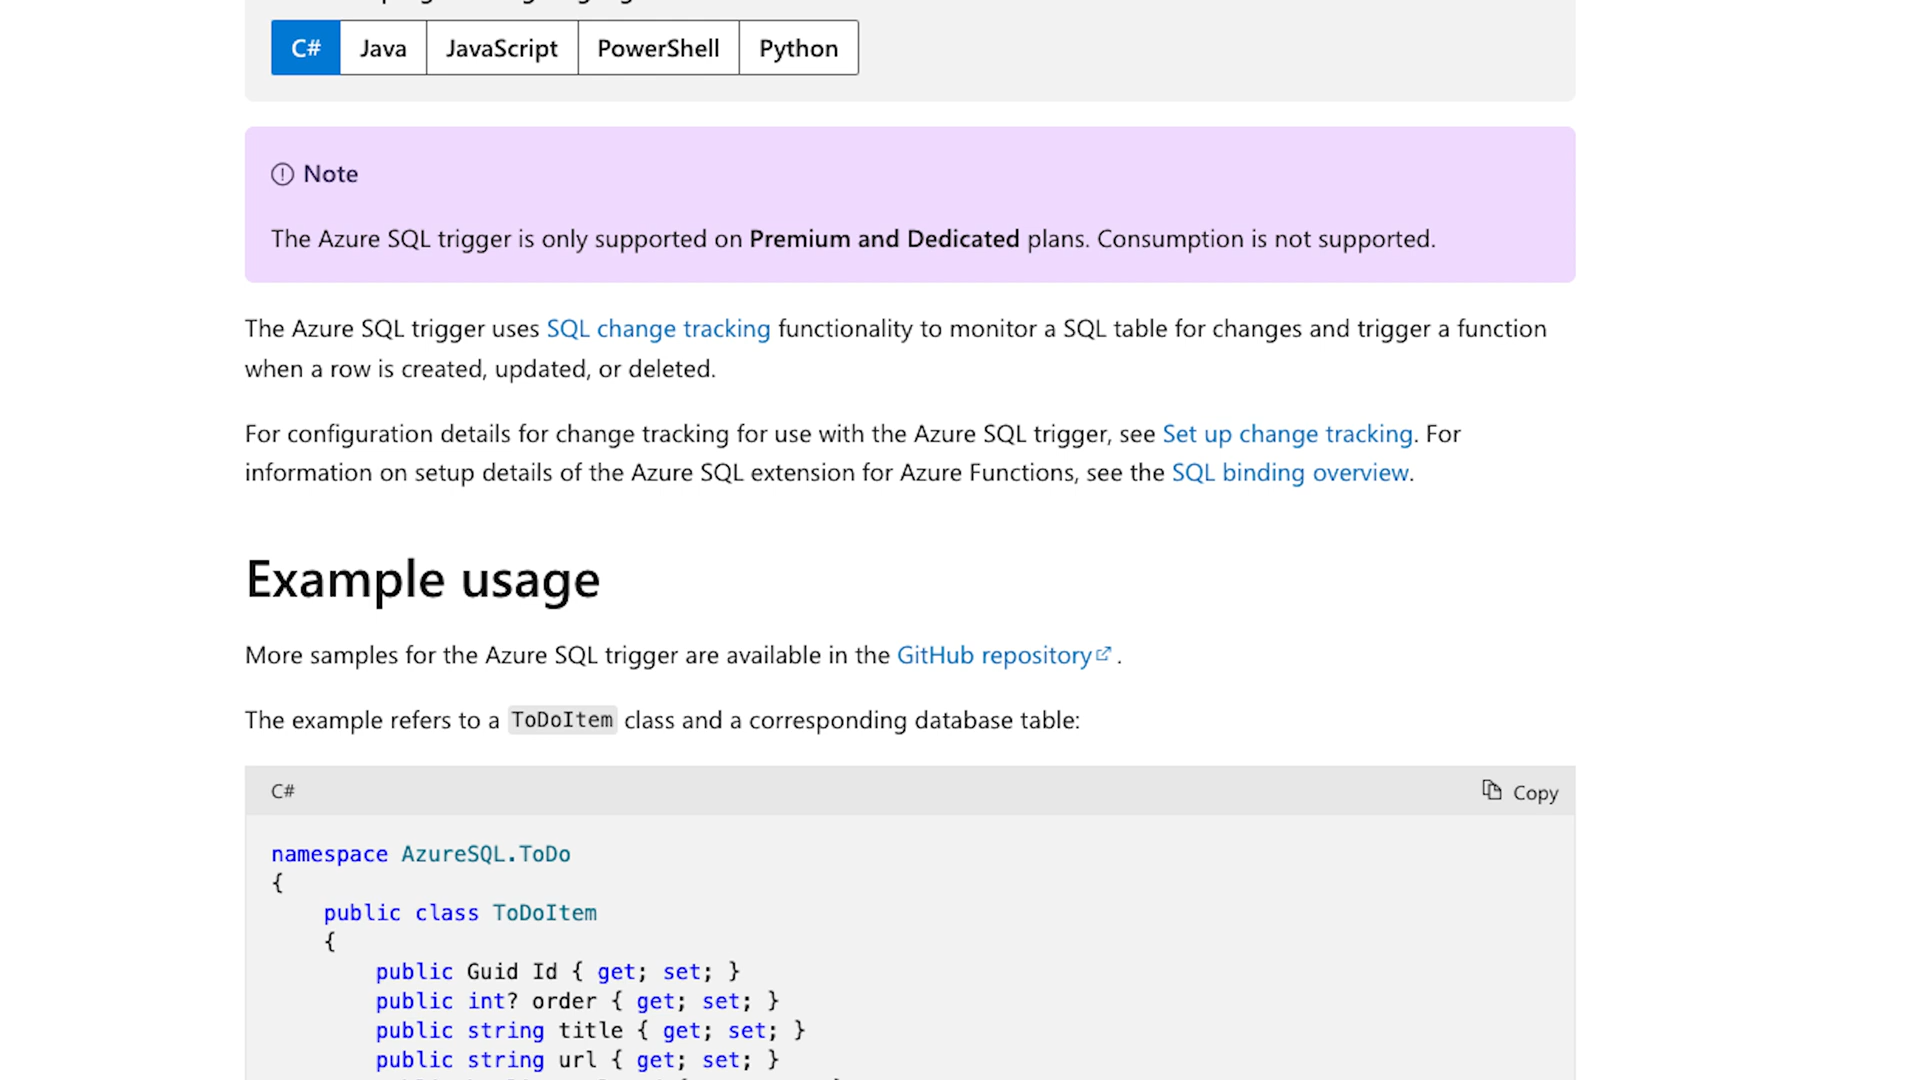 C# Java JavaScript PowerShell Python
Note
The Azure SQL trigger is only supported on Premium and Dedicated plans. Consumption is not supported.
The Azure SQL trigger uses SQL change tracking functionality to monitor a SQL table for changes and trigger a function
when a row is created, updated, or deleted.
For configuration details for change tracking for use with the Azure SQL trigger, see Set up change tracking. For
information on setup details of the Azure SQL extension for Azure Functions, see the SQL binding overview.
Example usage
More samples for the Azure SQL trigger are available in the GitHub repository.
The example refers to a ToDoItem class and a corresponding database table:
C# Copy
namespace AzureSQL.ToDo
{
public class ToDoItem
{
public Guid Id { get; set; }
public int? order { get; set; }
public string title { get; set; }
public string url { get; set; }